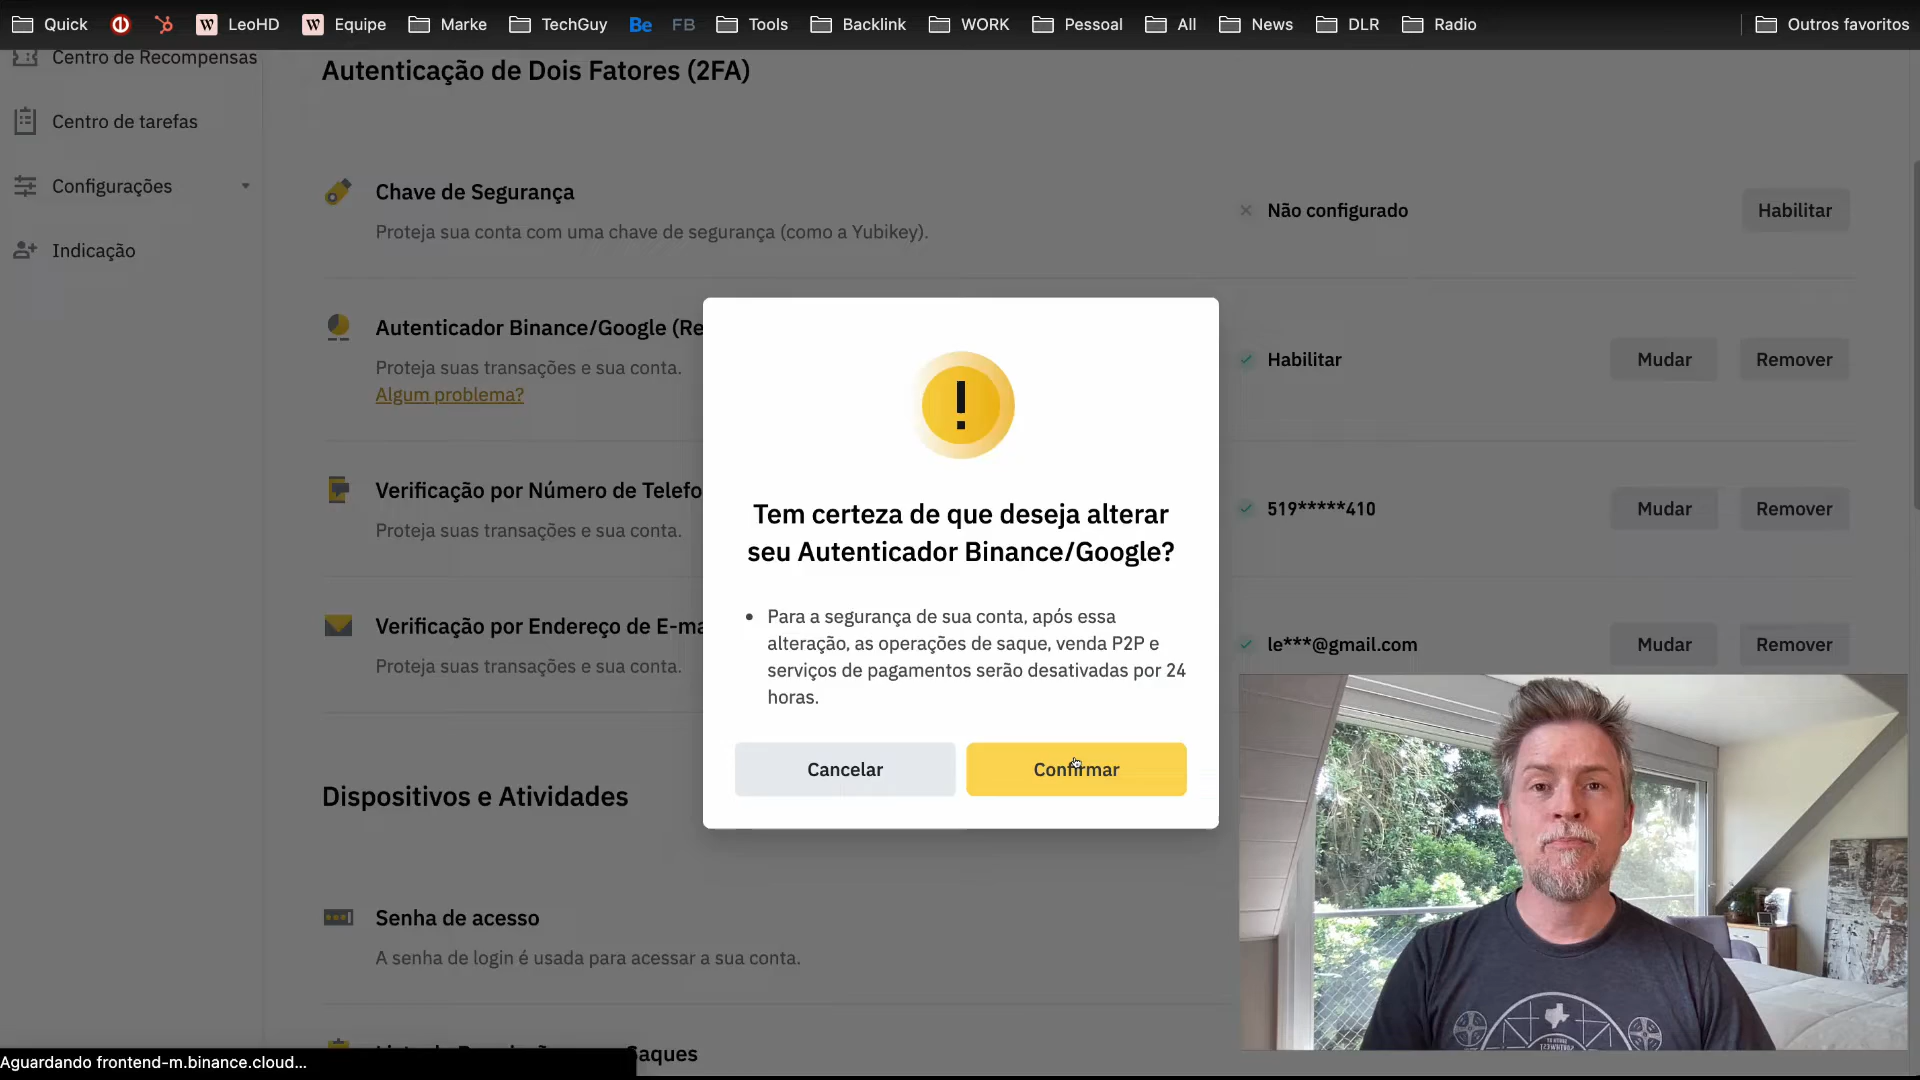 Quick
LeoHD
Equipe
Marke
TechGuy
Be
FB
Tools
Backlink
WORK
Pessoal
All
News
DLR
Radio
Outros favoritos
Centro de Recompensas
Centro de tarefas
Configurações
Indicação
Autenticação de Dois Fatores (2FA)
Chave de Segurança
Proteja sua conta com uma chave de segurança (como a Yubikey).
Não configurado
Habilitar
Autenticador Binance/Google (Re
Proteja suas transações e sua conta.
Algum problema?
Habilitar
Mudar
Remover
Verificação por Número de Telefo
Proteja suas transações e sua conta.
519*****410
Mudar
Remover
Verificação por Endereço de E-ma
Proteja suas transações e sua conta.
le***@gmail.com
Mudar
Remover
Tem certeza de que deseja alterar
seu Autenticador Binance/Google?
• Para a segurança de sua conta, após essa
alteração, as operações de saque, venda P2P e
serviços de pagamentos serão desativadas por 24
horas.
Cancelar
Confirmar
Dispositivos e Atividades
Senha de acesso
A senha de login é usada para acessar a sua conta.
Saques
Aguardando frontend-m.binance.cloud...